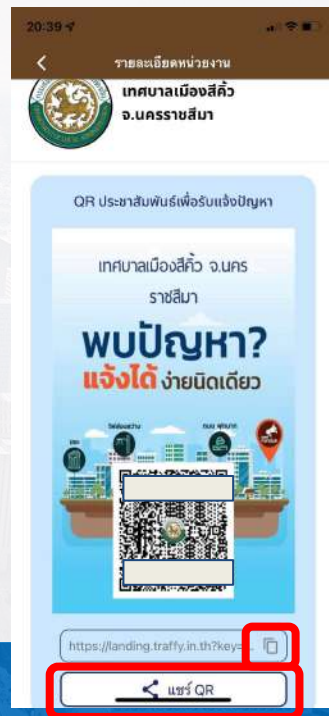 20:39
รายละเอียดหน่วยงาน
เทศบาลเมืองสีคิ้ว
จ.นครราชสีมา
QR ประชาสัมพันธ์เพื่อรับแจ้งปัญหา
เทศบาลเมืองสีคิ้ว จ.นคร
ราชสีมา
พบปัญหา?
แจ้งได้ ง่ายนิดเดียว
https://landing.traffy.in.th?key=...
แชร์ QR